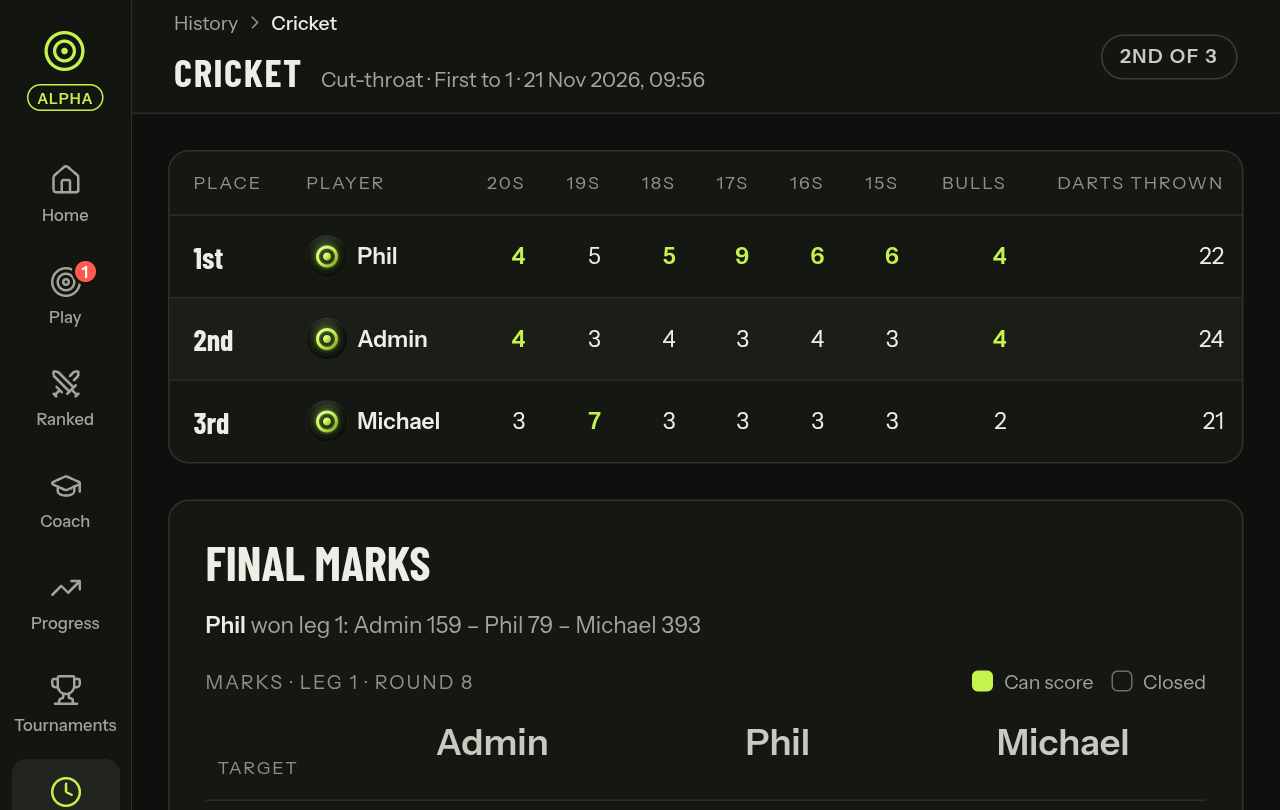 History > Cricket
ALPHA
CRICKET Cut-throat · First to 1 · 21 Nov 2026, 09:56
2ND OF 3
Home
1
Play
Ranked
Coach
Progress
Tournaments
PLACE PLAYER 20S 19S 18S 17S 16S 15S BULLS DARTS THROWN
1st Phil 4 5 5 9 6 6 4 22
2nd Admin 4 3 4 3 4 3 4 24
3rd Michael 3 7 3 3 3 3 2 21
FINAL MARKS
Phil won leg 1: Admin 159 – Phil 79 – Michael 393
MARKS · LEG 1 · ROUND 8
Can score Closed
TARGET Admin Phil Michael